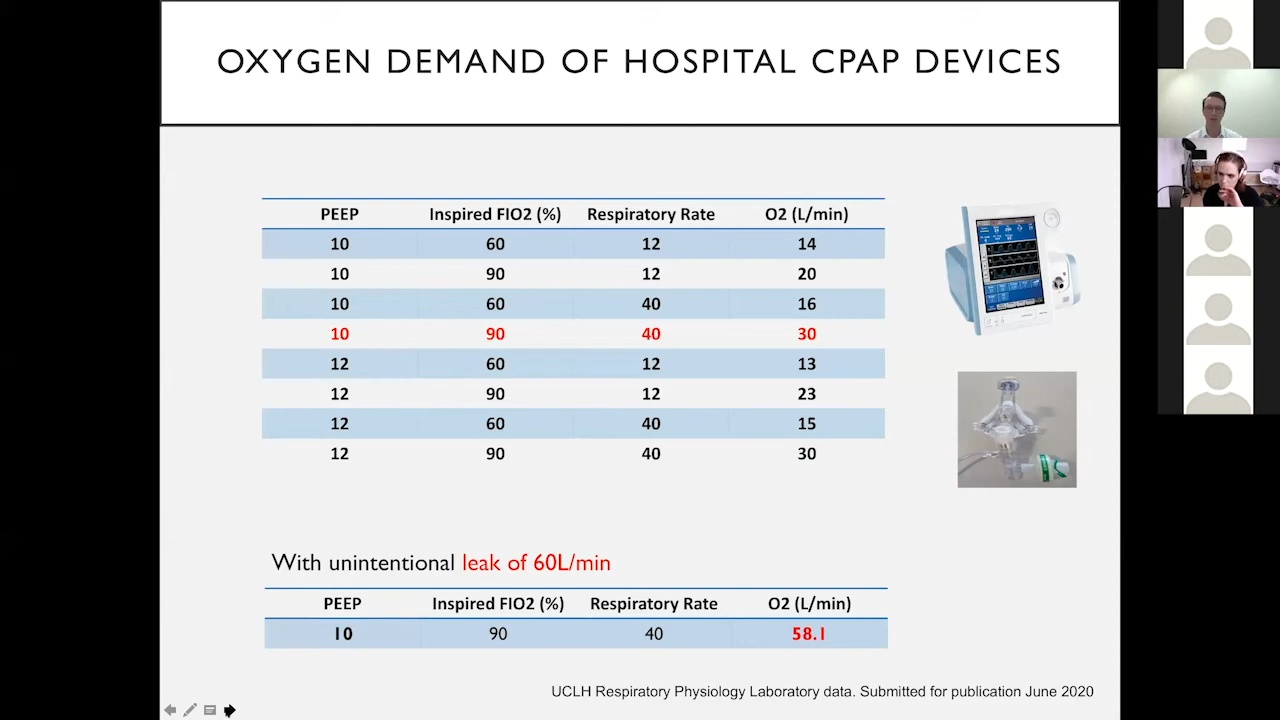 OXYGEN DEMAND OF HOSPITAL CPAP DEVICES
PEEP Inspired FIO2 (%) Respiratory Rate O2 (L/min)
10 60 12 14
10 90 12 20
10 60 40 16
10 90 40 30
12 60 12 13
12 90 12 23
12 60 40 15
12 90 40 30
With unintentional leak of 60L/min
PEEP Inspired FIO2 (%) Respiratory Rate O2 (L/min)
10 90 40 58.1
UCLH Respiratory Physiology Laboratory data. Submitted for publication June 2020